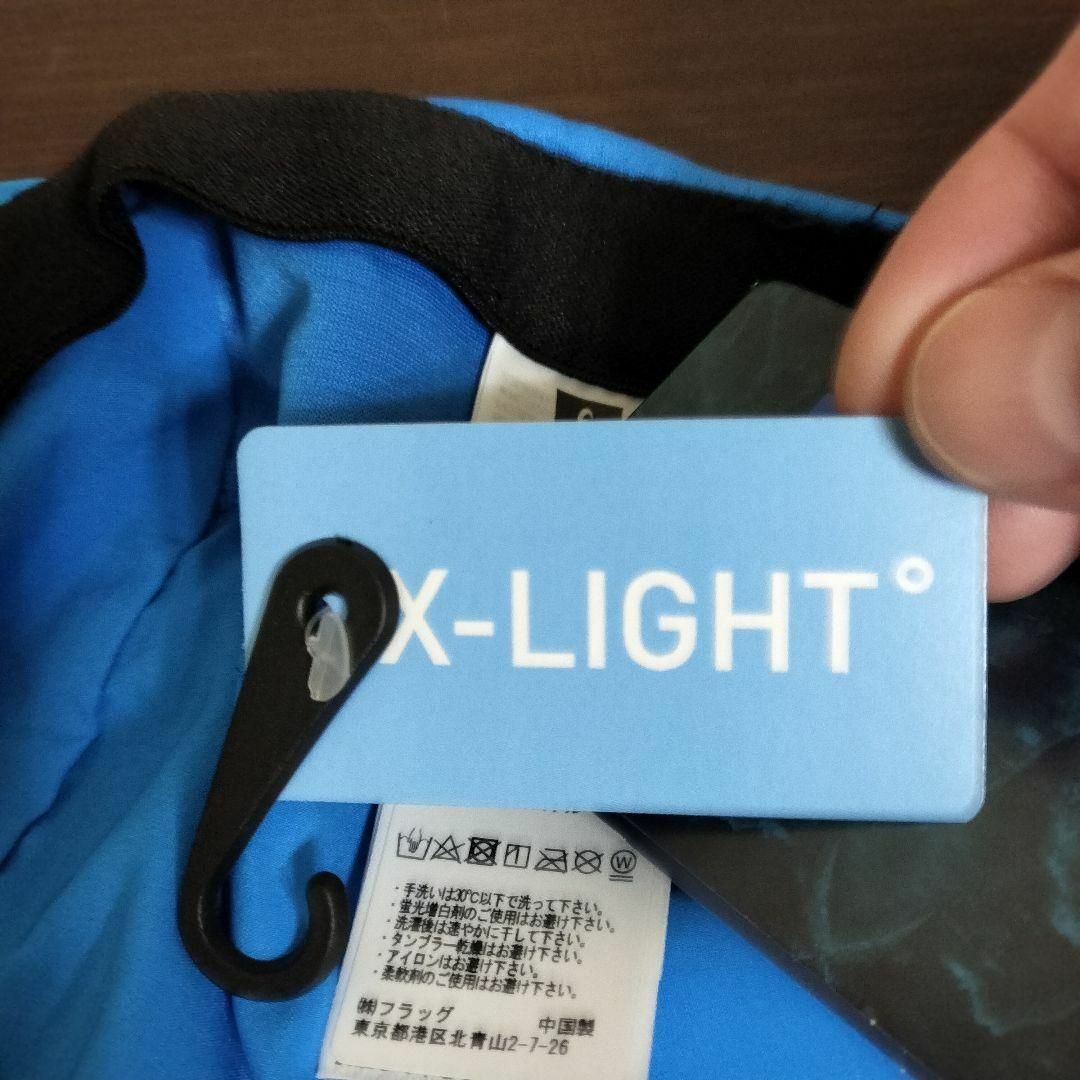 X-LIGHT°
W
・手洗いは30℃以下で洗って下さい。
・蛍光増白剤のご使用はお避け下さい。
・洗濯後は速やかに干して下さい。
・タンブラー乾燥はお避け下さい。
・アイロンはお避け下さい。
・柔軟剤のご使用はお避け下さい。
㈱フラッグ 中国製
東京都港区北青山2-7-26